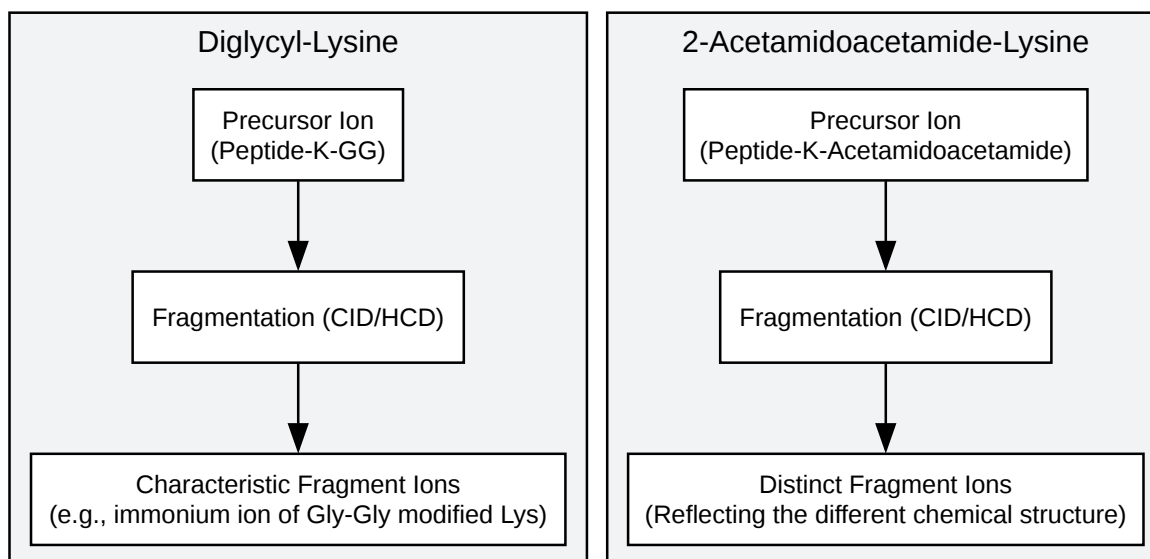 Diglycyl-Lysine
Precursor Ion
(Peptide-K-GG)
Fragmentation (CID/HCD)
Characteristic Fragment Ions
(e.g., immonium ion of Gly-Gly modified Lys)
2-Acetamidoacetamide-Lysine
Precursor Ion
(Peptide-K-Acetamidoacetamide)
Fragmentation (CID/HCD)
Distinct Fragment Ions
(Reflecting the different chemical structure)